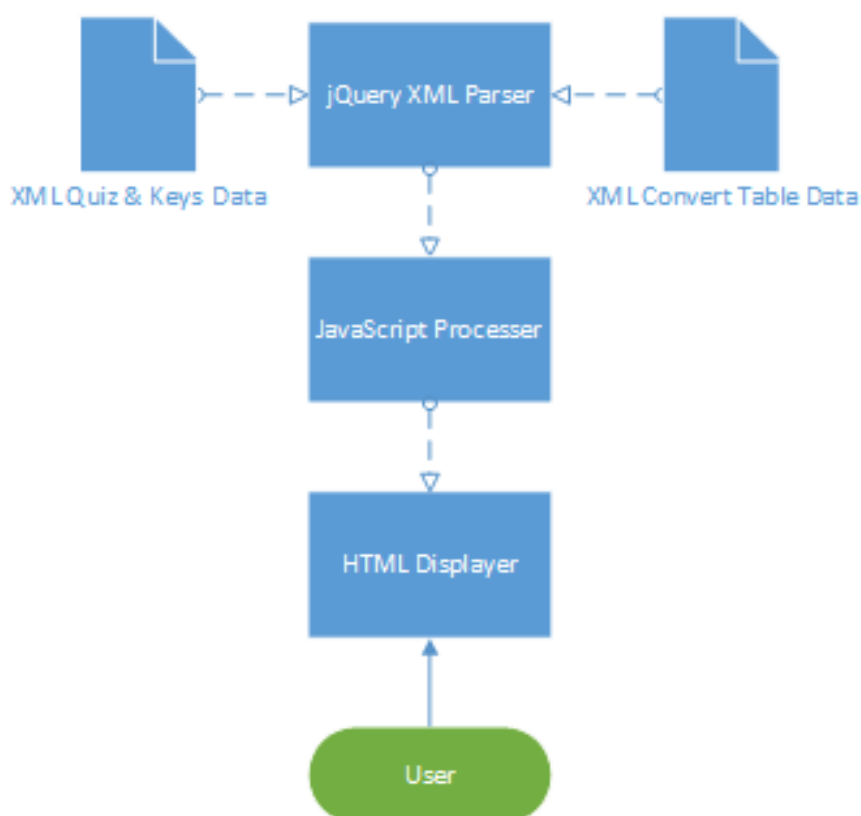 jQuery XML Parser
XML Quiz & Keys Data
XML Convert Table Data
JavaScript Processer
HTML Displayer
User